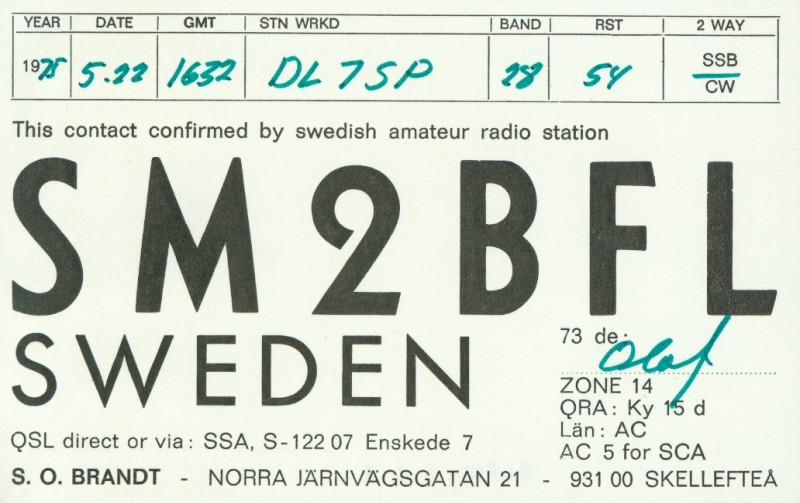 YEAR DATE GMT STN WRKD BAND RST 2 WAY
1975 5.22 1632 DL7SP 28 54 SSB
CW
This contact confirmed by swedish amateur radio station
SM2BFL
SWEDEN
73 de: Olaf
ZONE 14
QRA: Ky 15 d
Län: AC
AC 5 for SCA
QSL direct or via: SSA, S-122 07 Enskede 7
S. O. BRANDT - NORRA JÄRNVÄGSGATAN 21 - 931 00 SKELLEFTEÅ